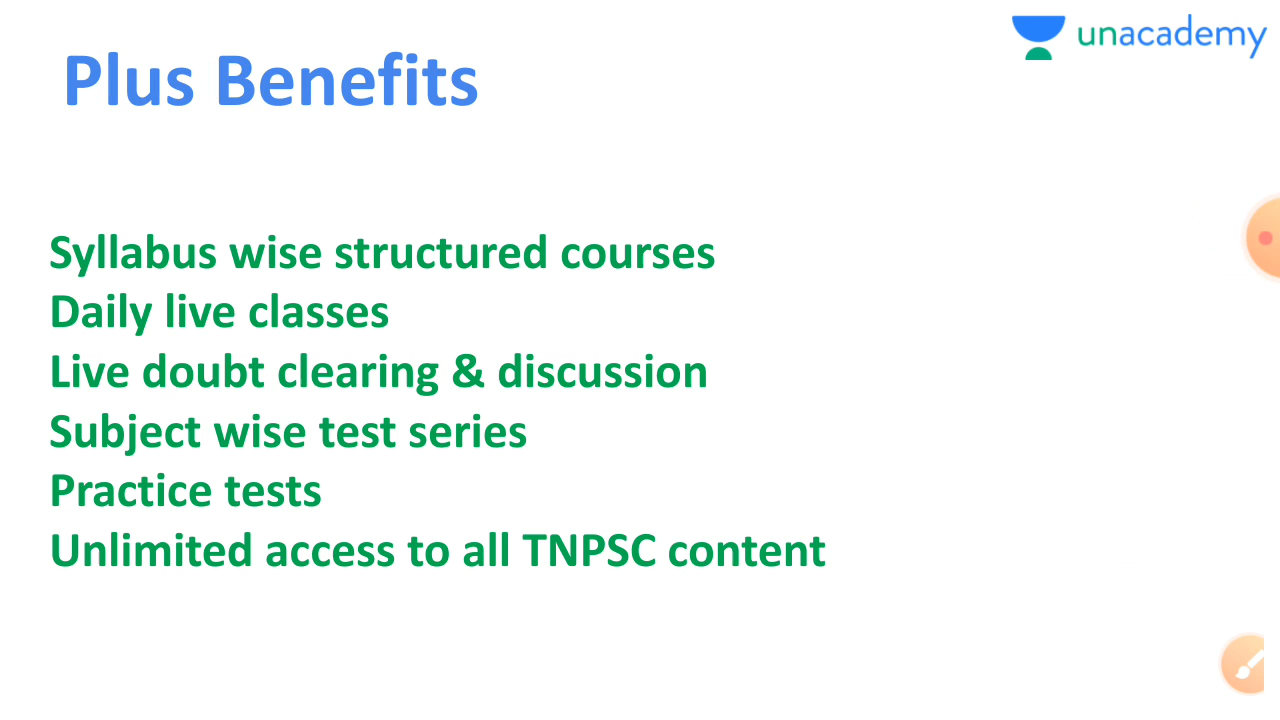 unacademy
Plus Benefits
Syllabus wise structured courses
Daily live classes
Live doubt clearing & discussion
Subject wise test series
Practice tests
Unlimited access to all TNPSC content